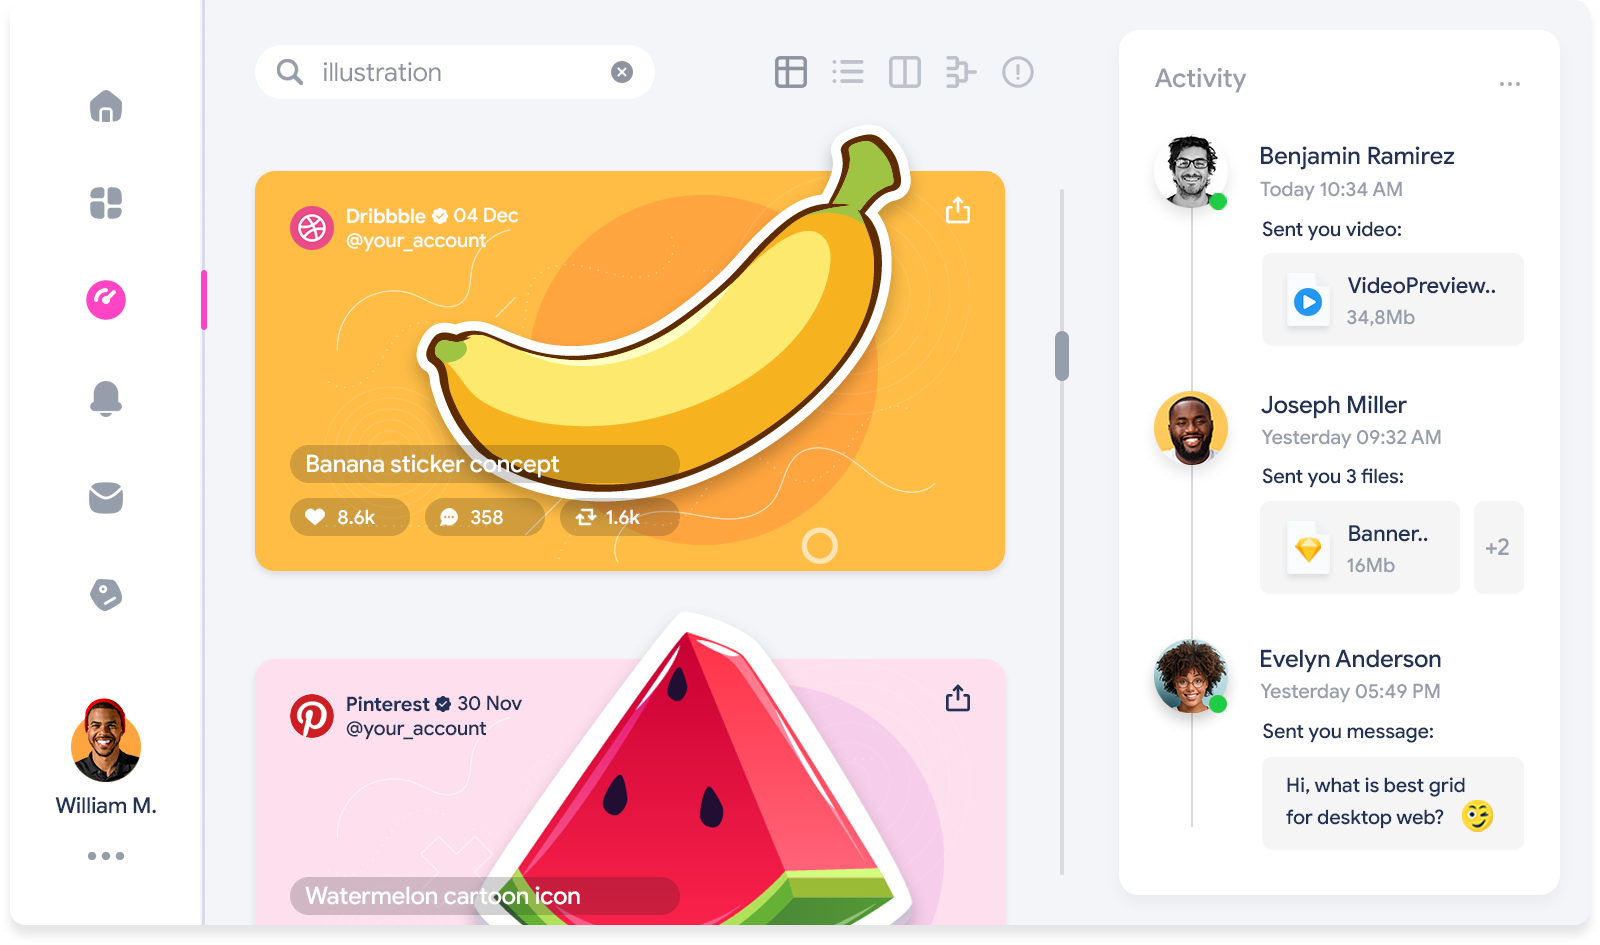 illustration
Dribbble 04 Dec
@your_account
Banana sticker concept
8.6k 358 1.6k
Pinterest 30 Nov
@your_account
Watermelon cartoon icon
William M.
Activity
Benjamin Ramirez
Today 10:34 AM
Sent you video:
VideoPreview..
34,8Mb
Joseph Miller
Yesterday 09:32 AM
Sent you 3 files:
Banner..
16Mb
+2
Evelyn Anderson
Yesterday 05:49 PM
Sent you message:
Hi, what is best grid
for desktop web?